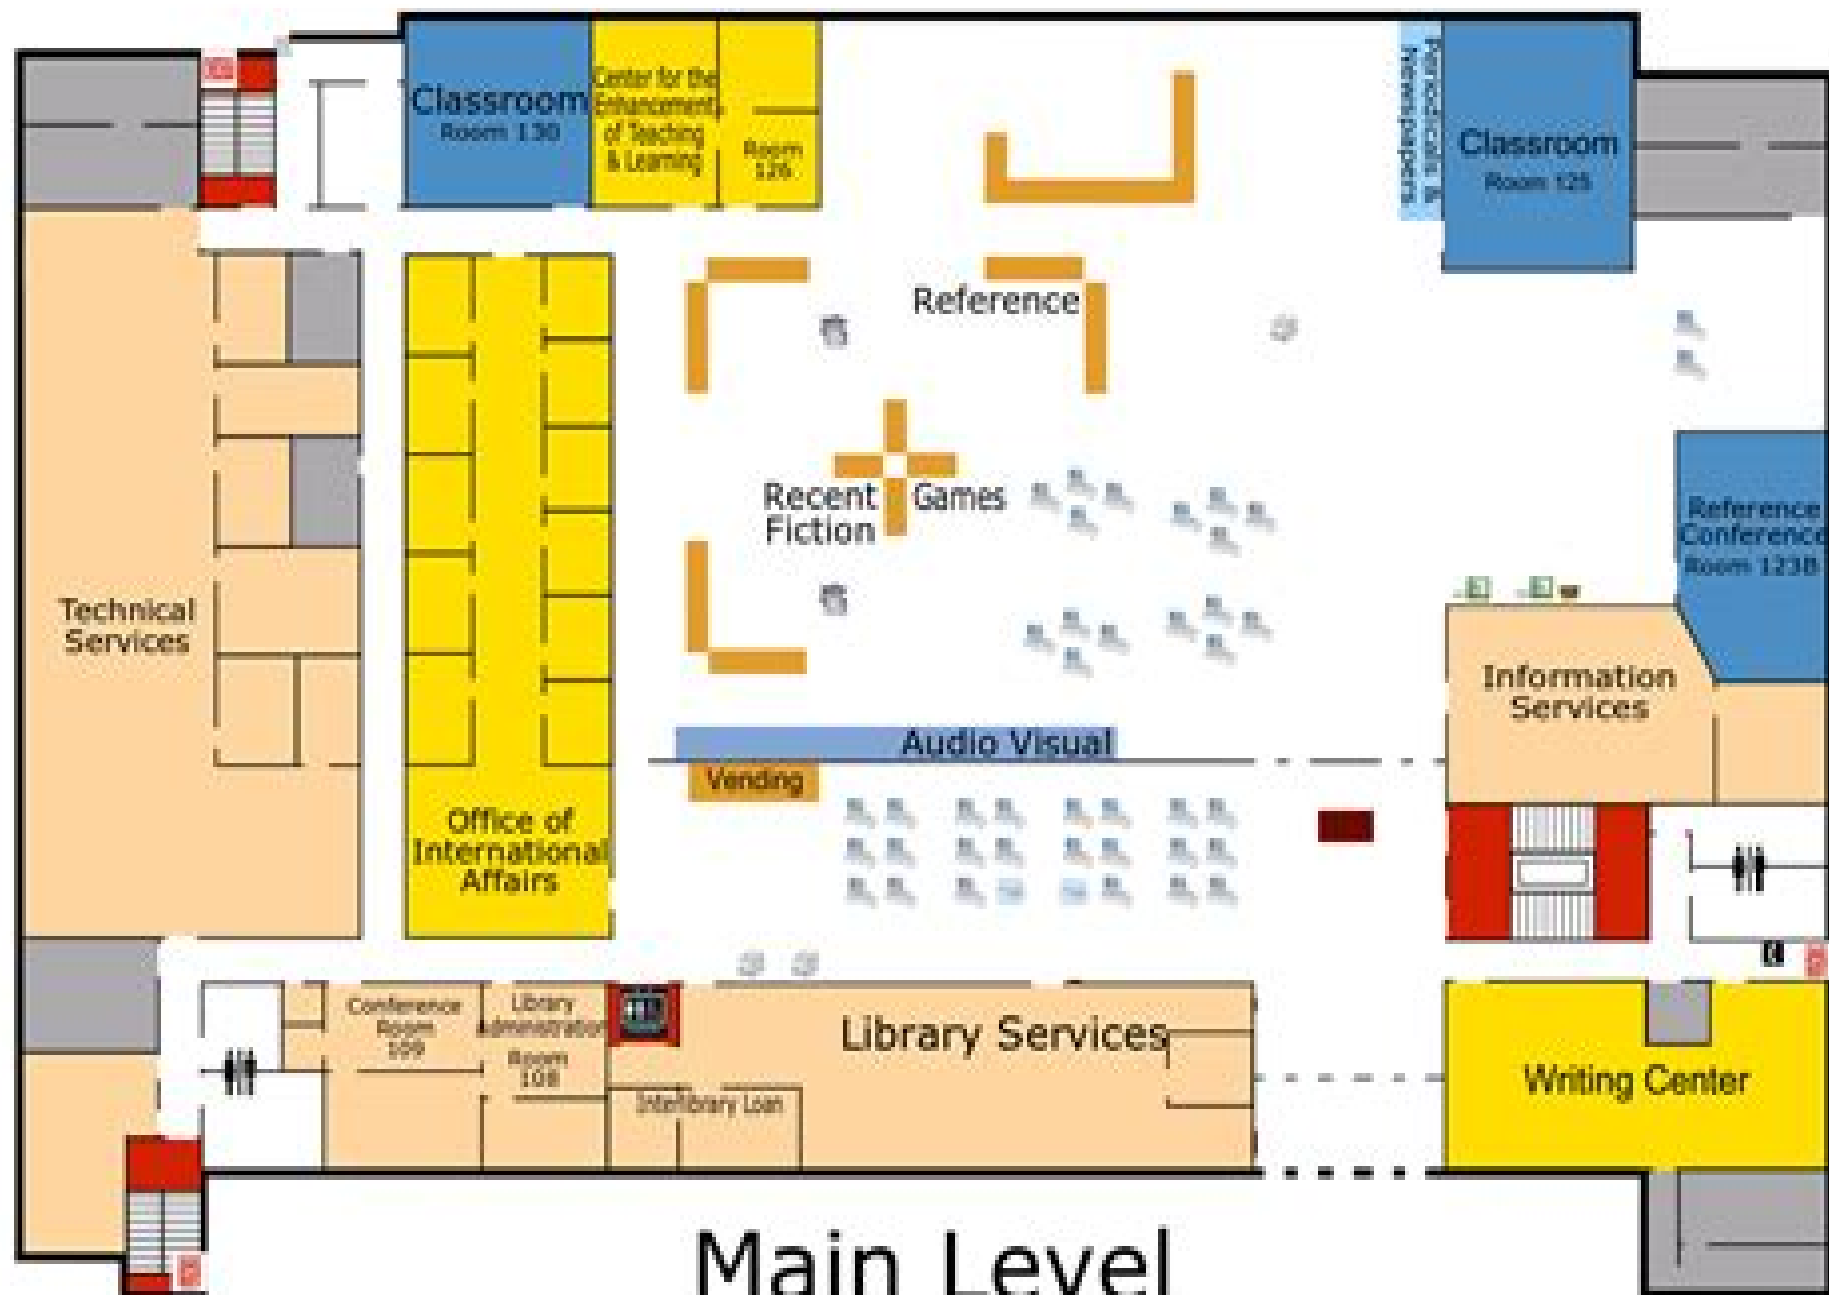 Classroom
Room 130
Center for the
Enhancement
of Teaching
& Learning
Room
126
Periodicals &
Newspapers
Classroom
Room 125
Reference
Recent
Fiction
Games
Reference
Conference
Room 123B
Technical
Services
Information
Services
Audio Visual
Vending
Office of
International
Affairs
Conference
Room
109
Library
Administration
Room
108
Library Services
Interlibrary Loan
Writing Center
Main Level